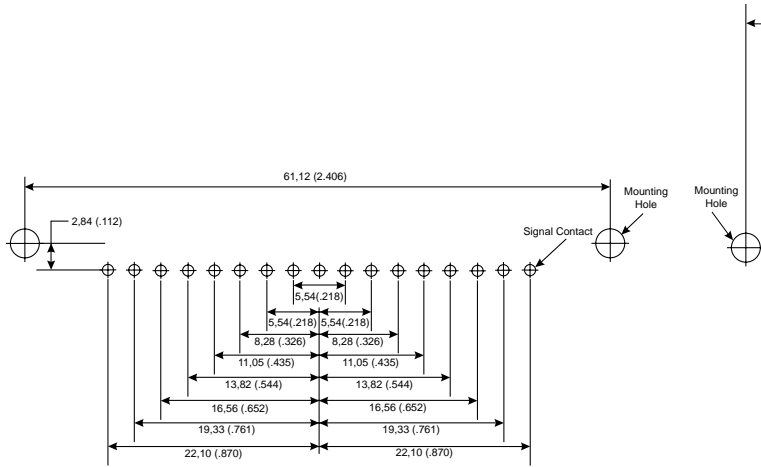 61,12 (2.406)
Mounting
Hole
Mounting
Hole
2,84 (.112)
Signal Contact
5,54(.218)
5,54(.218) 5,54(.218)
8,28 (.326) 8,28 (.326)
11,05 (.435) 11,05 (.435)
13,82 (.544) 13,82 (.544)
16,56 (.652) 16,56 (.652)
19,33 (.761) 19,33 (.761)
22,10 (.870) 22,10 (.870)